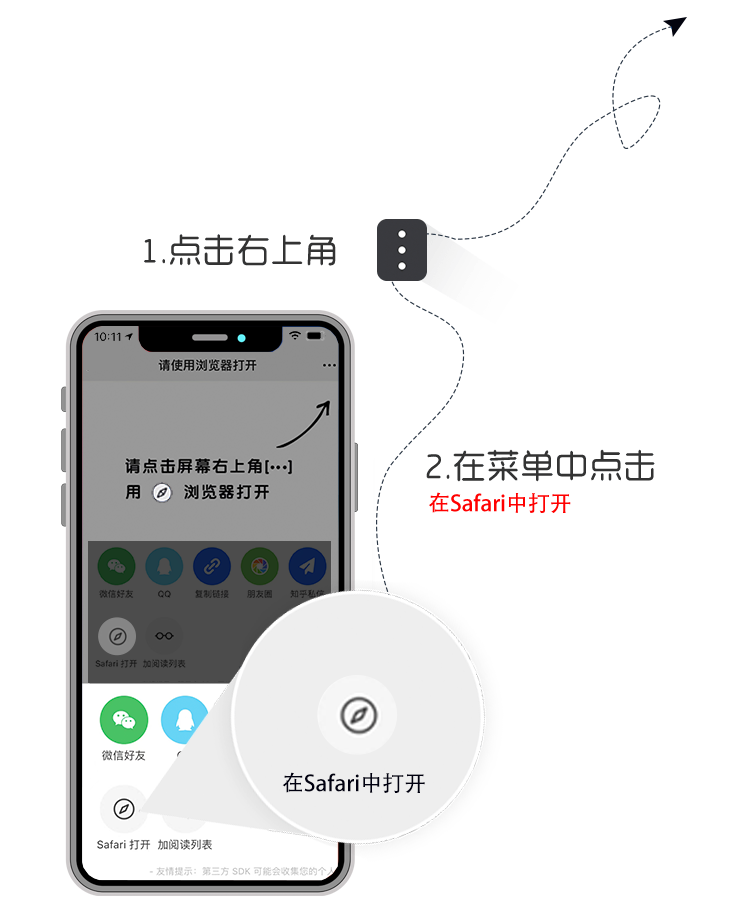 1.点击右上角
10:11
请使用浏览器打开
请点击屏幕右上角[···]
用 浏览器打开
2.在菜单中点击
在Safari中打开
微信好友 QQ 复制链接 朋友圈 知乎私信
Safari 打开 加阅读列表
微信好友
在Safari中打开
Safari 打开 加阅读列表
– 友情提示：第三方 SDK 可能会收集您的个人